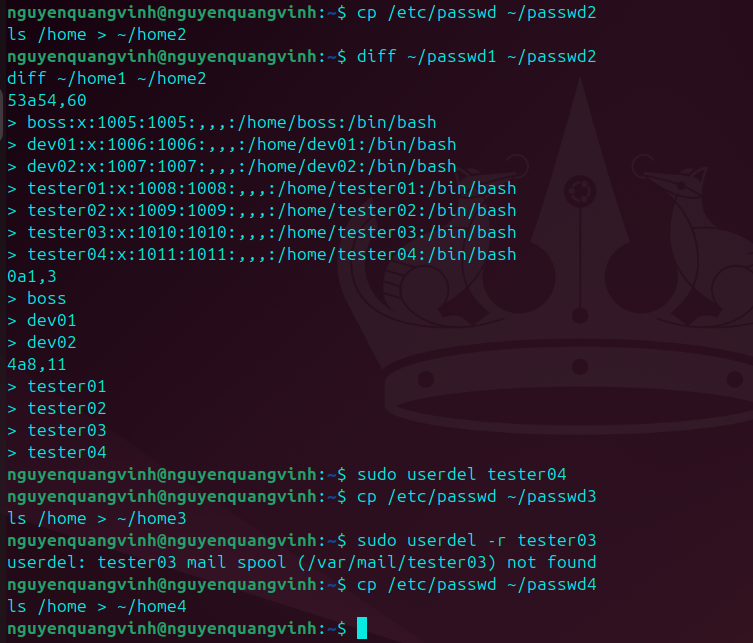 nguyenquangvinh@nguyenquangvinh:~$ cp /etc/passwd ~/passwd2
ls /home > ~/home2
nguyenquangvinh@nguyenquangvinh:~$ diff ~/passwd1 ~/passwd2
diff ~/home1 ~/home2
53a54,60
> boss:x:1005:1005:,,,:/home/boss:/bin/bash
> dev01:x:1006:1006:,,,:/home/dev01:/bin/bash
> dev02:x:1007:1007:,,,:/home/dev02:/bin/bash
> tester01:x:1008:1008:,,,:/home/tester01:/bin/bash
> tester02:x:1009:1009:,,,:/home/tester02:/bin/bash
> tester03:x:1010:1010:,,,:/home/tester03:/bin/bash
> tester04:x:1011:1011:,,,:/home/tester04:/bin/bash
0a1,3
> boss
> dev01
> dev02
4a8,11
> tester01
> tester02
> tester03
> tester04
nguyenquangvinh@nguyenquangvinh:~$ sudo userdel tester04
nguyenquangvinh@nguyenquangvinh:~$ cp /etc/passwd ~/passwd3
ls /home > ~/home3
nguyenquangvinh@nguyenquangvinh:~$ sudo userdel -r tester03
userdel: tester03 mail spool (/var/mail/tester03) not found
nguyenquangvinh@nguyenquangvinh:~$ cp /etc/passwd ~/passwd4
ls /home > ~/home4
nguyenquangvinh@nguyenquangvinh:~$